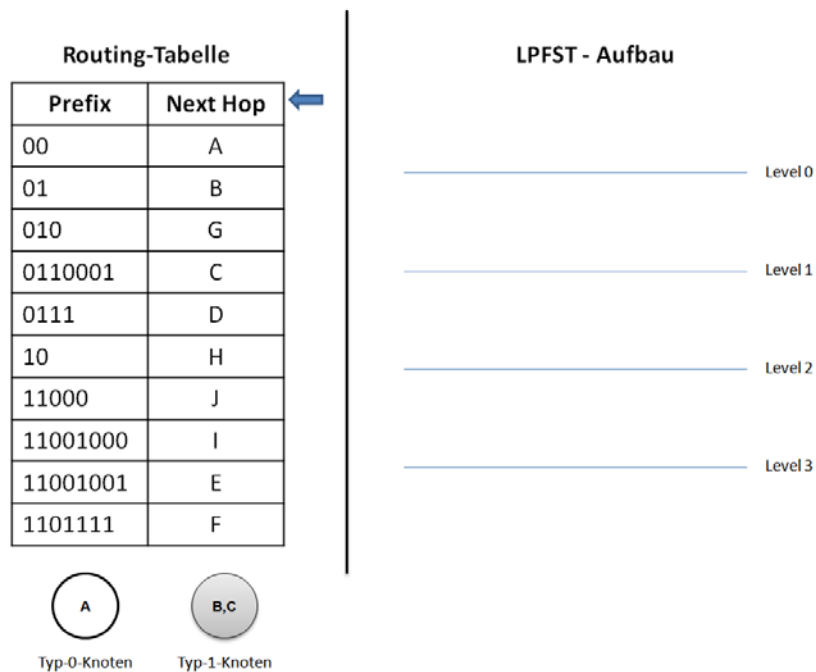 Routing-Tabelle
Prefix Next Hop
00 A
01 B
010 G
0110001 C
0111 D
10 H
11000 J
11001000 I
11001001 E
1101111 F
A
B,C
Typ-0-Knoten
Typ-1-Knoten
LPFST - Aufbau
Level 0
Level 1
Level 2
Level 3